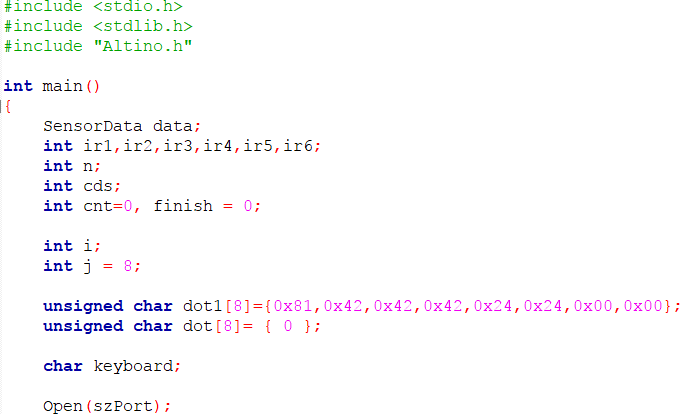 #include <stdio.h>
#include <stdlib.h>
#include "Altino.h"
int main()
{
SensorData data;
int ir1,ir2,ir3,ir4,ir5,ir6;
int n;
int cds;
int cnt=0, finish = 0;
int i;
int j = 8;
unsigned char dot1[8]={0x81,0x42,0x42,0x42,0x24,0x24,0x00,0x00};
unsigned char dot[8]= { 0 };
char keyboard;
Open(szPort);